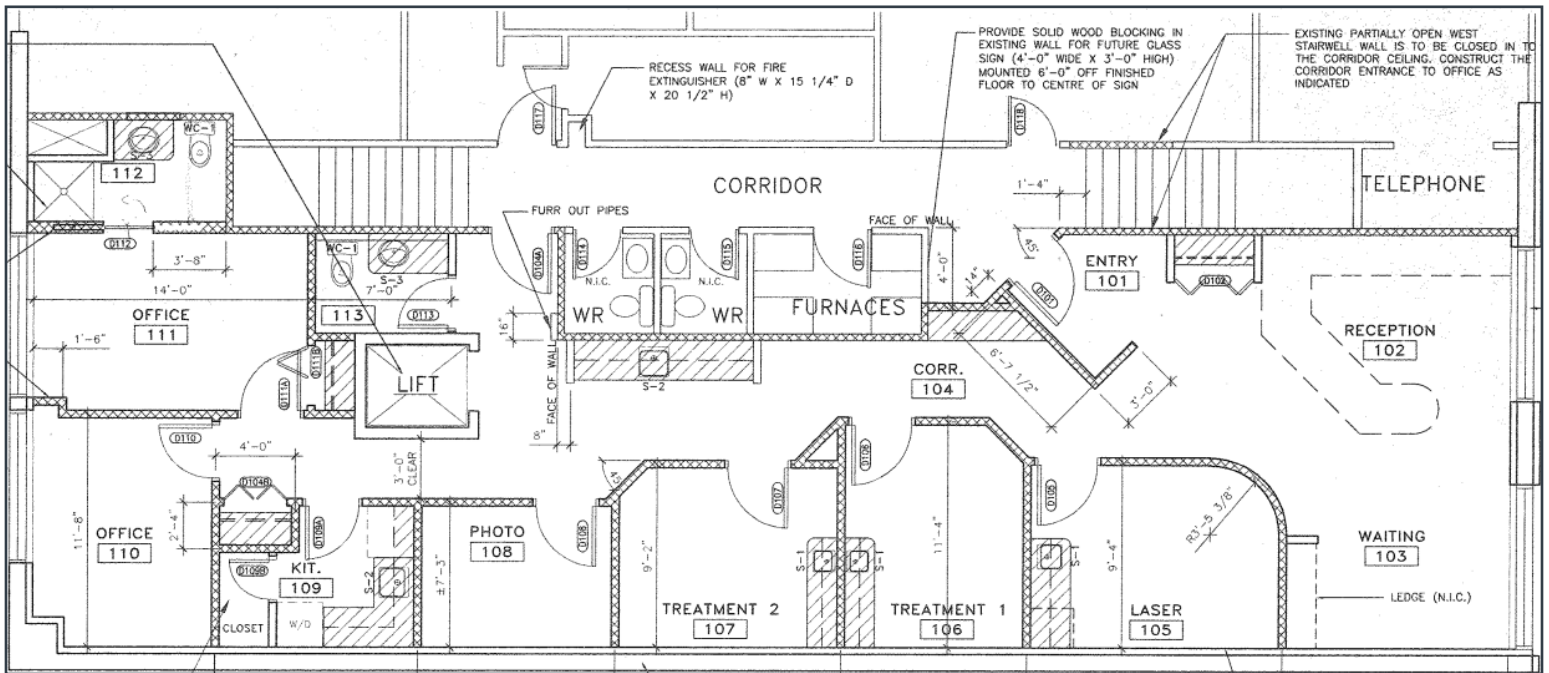 PROVIDE SOLID WOOD BLOCKING IN
EXISTING WALL FOR FUTURE GLASS
SIGN (4'-0" WIDE X 3'-0" HIGH)
MOUNTED 6'-0" OFF FINISHED
FLOOR TO CENTRE OF SIGN
EXISTING PARTIALLY OPEN WEST
STAIRWELL WALL IS TO BE CLOSED IN TO
THE CORRIDOR CEILING. CONSTRUCT THE
CORRIDOR ENTRANCE TO OFFICE AS
INDICATED
RECESS WALL FOR FIRE
EXTINGUISHER (8" W X 15 1/4" D
X 20 1/2" H)
D117
D118
WC-1
112
CORRIDOR
1'-4"
TELEPHONE
FURR OUT PIPES
FACE OF WALL
D112
3'-8"
14'-0"
WC-1
S-3
7'-0"
D104A
D114
N.I.C.
D115
N.I.C.
D116
4'-0"
45°
ENTRY
101
D102
1'-4"
D101
OFFICE
111
113
D113
WR
WR
FURNACES
RECEPTION
102
1'-6"
16"
D111B
D111A
LIFT
FACE OF WALL
S-2
CORR.
104
6'-7 1/2"
3'-0"
8"
D110
4'-0"
3'-0"
CLEAR
45°
D106
D104B
D107
D105
R3'-5 3/8"
OFFICE
110
11'-8"
2'-4"
D109A
PHOTO
108
D108
9'-2"
11'-4"
9'-4"
WAITING
103
D109B
KIT.
109
S-2
±7'-3"
S-1
S-1
S-1
CLOSET
W/D
TREATMENT 2
107
TREATMENT 1
106
LASER
105
LEDGE (N.I.C.)